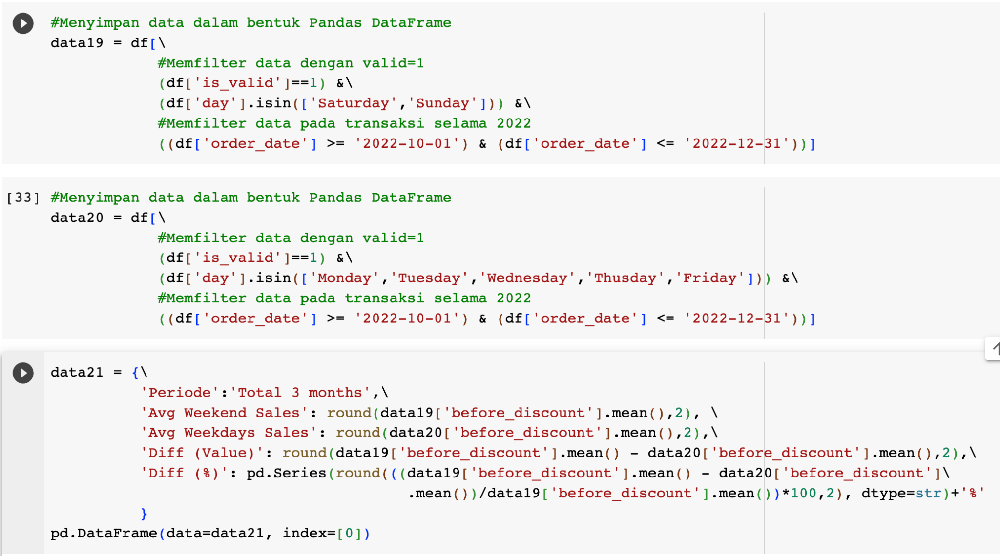 #Menyimpan data dalam bentuk Pandas DataFrame
data19 = df[\
#Memfilter data dengan valid=1
(df['is_valid']==1) &\
(df['day'].isin(['Saturday','Sunday'])) &\
#Memfilter data pada transaksi selama 2022
((df['order_date'] >= '2022-10-01') & (df['order_date'] <= '2022-12-31'))]
[33] #Menyimpan data dalam bentuk Pandas DataFrame
data20 = df[\
#Memfilter data dengan valid=1
(df['is_valid']==1) &\
(df['day'].isin(['Monday','Tuesday','Wednesday','Thusday','Friday'])) &\
#Memfilter data pada transaksi selama 2022
((df['order_date'] >= '2022-10-01') & (df['order_date'] <= '2022-12-31'))]
data21 = {\
'Periode':'Total 3 months',\
'Avg Weekend Sales': round(data19['before_discount'].mean(),2), \
'Avg Weekdays Sales': round(data20['before_discount'].mean(),2),\
'Diff (Value)': round(data19['before_discount'].mean() - data20['before_discount'].mean(),2),\
'Diff (%)': pd.Series(round(((data19['before_discount'].mean() - data20['before_discount']\
.mean())/data19['before_discount'].mean())*100,2), dtype=str)+'%'
}
pd.DataFrame(data=data21, index=[0])